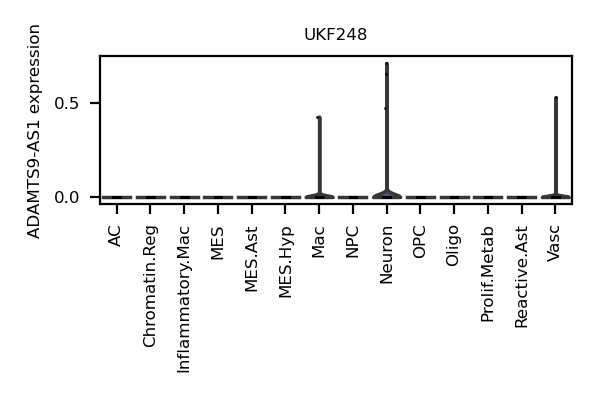 UKF248
ADAMTS9-AS1 expression
0.5
0.0
AC
Chromatin.Reg
Inflammatory.Mac
MES
MES.Ast
MES.Hyp
Mac
NPC
Neuron
OPC
Oligo
Prolif.Metab
Reactive.Ast
Vasc